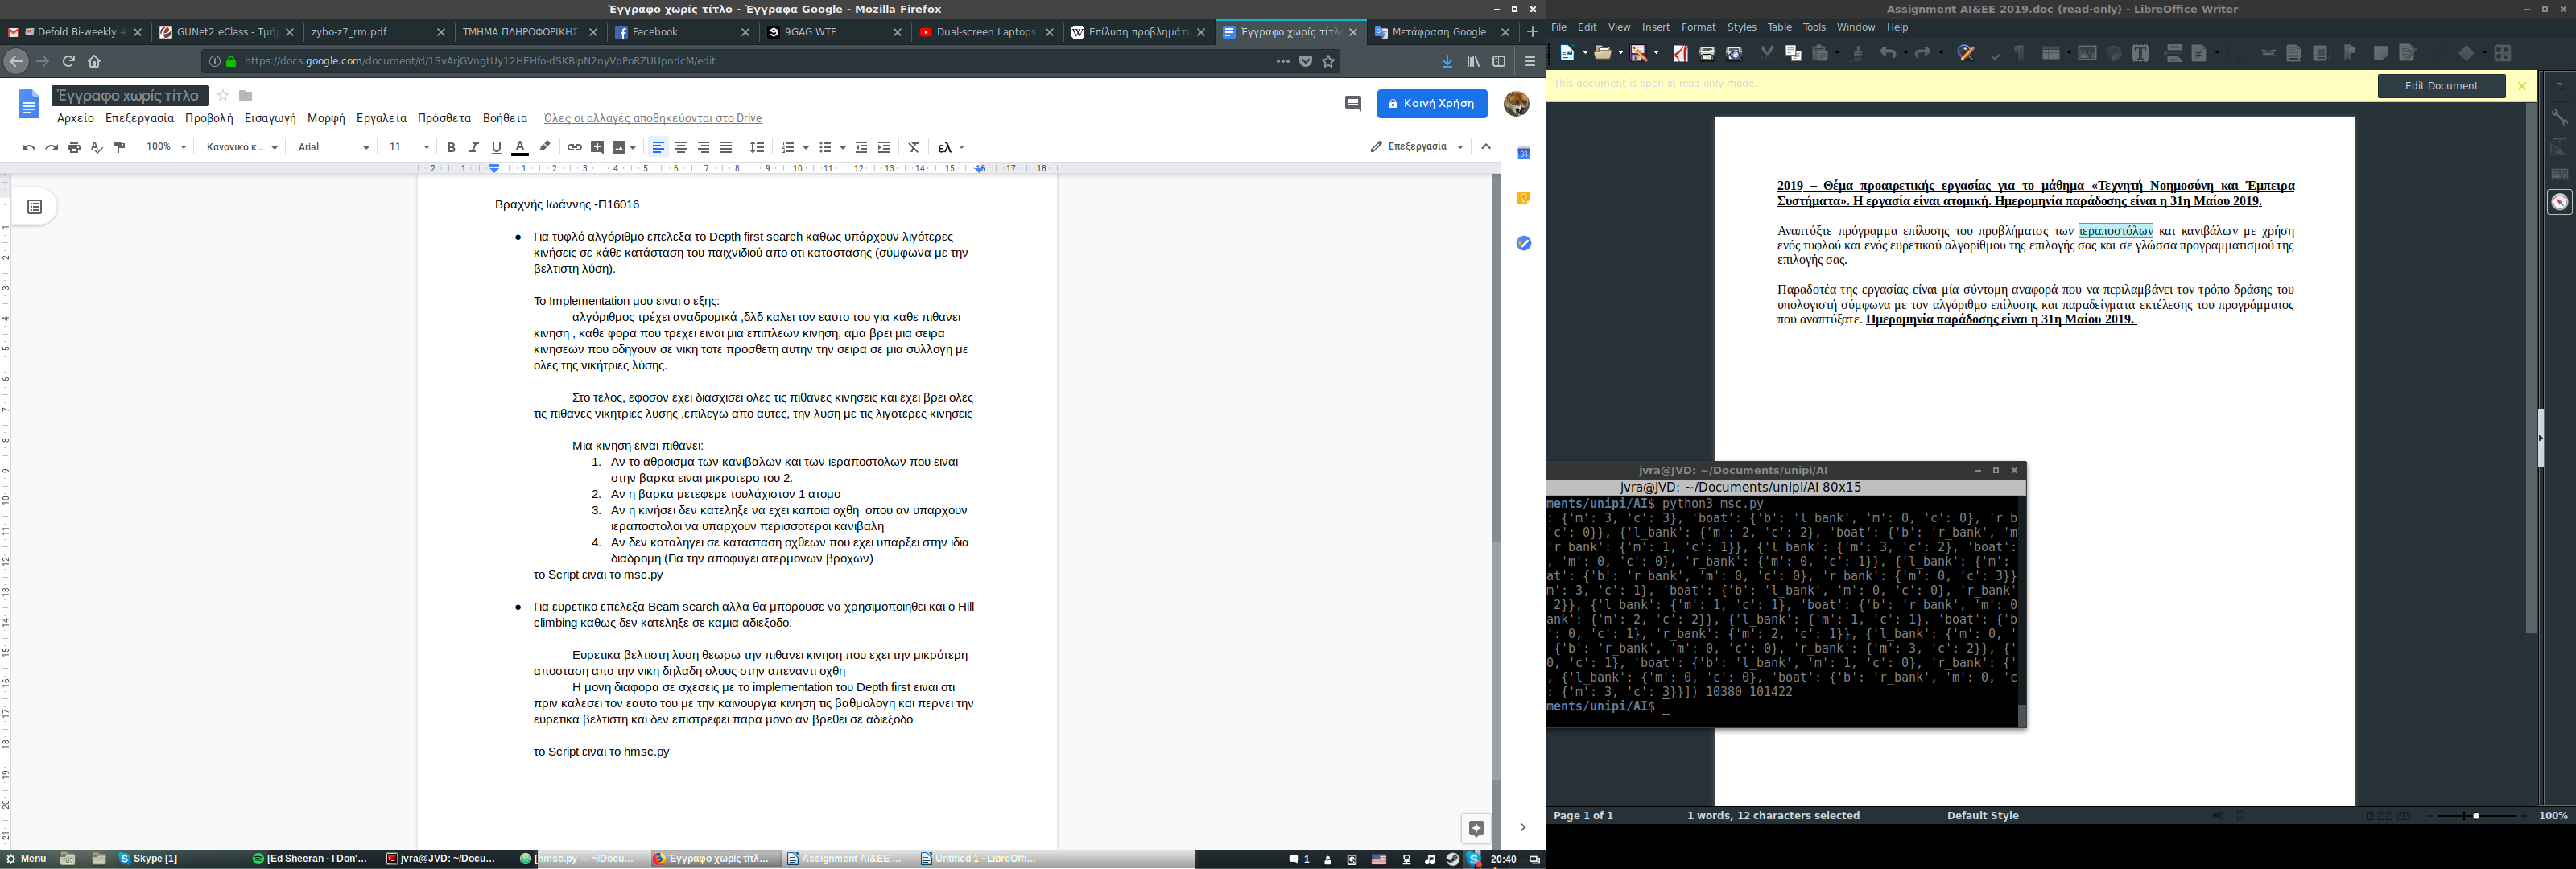 Έγγραφο χωρίς τίτλο - Έγγραφα Google - Mozilla Firefox
Defold Bi-weekly
GUNet2 eClass - Τμή
zybo-z7_rm.pdf
ΤΜΗΜΑ ΠΛΗΡΟΦΟΡΙΚΗΣ
Facebook
9GAG WTF
Dual-screen Laptops
Επίλυση προβλημάτω
Έγγραφο χωρίς τίτλο
Μετάφραση Google
https://docs.google.com/document/d/1SvArjGVngtUy12HEHfo-dSKBipN2nyVpPoRZUUpndcM/edit
Έγγραφο χωρίς τίτλο
Κοινή Χρήση
Αρχείο Επεξεργασία Προβολή Εισαγωγή Μορφή Εργαλεία Πρόσθετα Βοήθεια Όλες οι αλλαγές αποθηκεύονται στο Drive
100% Κανονικό κ... Arial 11 B I U A ελ Επεξεργασία
2 1 1 2 3 4 5 6 7 8 9 10 11 12 13 14 15 16 17 18
Βραχνής Ιωάννης -Π16016
● Για τυφλό αλγόριθμο επελεξα το Depth first search καθως υπάρχουν λιγότερες
κινήσεις σε κάθε κατάσταση του παιχνιδιού απο οτι καταστασης (σύμφωνα με την
βελτιστη λύση).
Το Implementation μου ειναι ο εξης:
αλγόριθμος τρέχει αναδρομικά ,δλδ καλει τον εαυτο του για καθε πιθανει
κινηση , καθε φορα που τρεχει ειναι μια επιπλεων κινηση, αμα βρει μια σειρα
κινησεων που οδηγουν σε νικη τοτε προσθετη αυτην την σειρα σε μια συλλογη με
ολες της νικήτριες λύσης.
Στο τελος, εφοσον εχει διασχισει ολες τις πιθανες κινησεις και εχει βρει ολες
τις πιθανες νικητριες λυσης ,επιλεγω απο αυτες, την λυση με τις λιγοτερες κινησεις
Μια κινηση ειναι πιθανει:
1. Αν το αθροισμα των κανιβαλων και των ιεραποστολων που ειναι
στην βαρκα ειναι μικροτερο του 2.
2. Αν η βαρκα μετεφερε τουλάχιστον 1 ατομο
3. Αν η κινήσει δεν κατεληξε να εχει καποια οχθη οπου αν υπαρχουν
ιεραποστολοι να υπαρχουν περισσοτεροι κανιβαλη
4. Αν δεν καταληγει σε κατασταση οχθεων που εχει υπαρξει στην ιδια
διαδρομη (Για την αποφυγει ατερμονων βροχων)
το Script ειναι το msc.py
● Για ευρετικο επελεξα Beam search αλλα θα μπορουσε να χρησιμοποιηθει και ο Hill
climbing καθως δεν κατεληξε σε καμια αδιεξοδο.
Ευρετικα βελτιστη λυση θεωρω την πιθανει κινηση που εχει την μικρότερη
αποσταση απο την νικη δηλαδη ολους στην απεναντι οχθη
Η μονη διαφορα σε σχεσεις με το implementation του Depth first ειναι οτι
πριν καλεσει τον εαυτο του με την καινουργια κινηση τις βαθμολογη και περνει την
ευρετικα βελτιστη και δεν επιστρεφει παρα μονο αν βρεθει σε αδιεξοδο
το Script ειναι το hmsc.py
Assignment AI&EE 2019.doc (read-only) - LibreOffice Writer
File Edit View Insert Format Styles Table Tools Window Help
This document is open in read-only mode.
Edit Document
2019 – Θέμα προαιρετικής εργασίας για το μάθημα «Τεχνητή Νοημοσύνη και Έμπειρα
Συστήματα». Η εργασία είναι ατομική. Ημερομηνία παράδοσης είναι η 31η Μαίου 2019.
Αναπτύξτε πρόγραμμα επίλυσης του προβλήματος των ιεραποστόλων και κανιβάλων με χρήση
ενός τυφλού και ενός ευρετικού αλγορίθμου της επιλογής σας και σε γλώσσα προγραμματισμού της
επιλογής σας.
Παραδοτέα της εργασίας είναι μία σύντομη αναφορά που να περιλαμβάνει τον τρόπο δράσης του
υπολογιστή σύμφωνα με τον αλγόριθμο επίλυσης και παραδείγματα εκτέλεσης του προγράμματος
που αναπτύξατε. Ημερομηνία παράδοσης είναι η 31η Μαίου 2019.
jvra@JVD: ~/Documents/unipi/AI
jvra@JVD: ~/Documents/unipi/AI 80x15
ments/unipi/AI$ python3 msc.py
: {'m': 3, 'c': 3}, 'boat': {'b': 'l_bank', 'm': 0, 'c': 0}, 'r_b
'c': 0}}, {'l_bank': {'m': 2, 'c': 2}, 'boat': {'b': 'r_bank', 'm
'r_bank': {'m': 1, 'c': 1}}, {'l_bank': {'m': 3, 'c': 2}, 'boat':
, 'm': 0, 'c': 0}, 'r_bank': {'m': 0, 'c': 1}}, {'l_bank': {'m':
at': {'b': 'r_bank', 'm': 0, 'c': 0}, 'r_bank': {'m': 0, 'c': 3}}
m': 3, 'c': 1}, 'boat': {'b': 'l_bank', 'm': 0, 'c': 0}, 'r_bank'
2}}, {'l_bank': {'m': 1, 'c': 1}, 'boat': {'b': 'r_bank', 'm': 0
ank': {'m': 2, 'c': 2}}, {'l_bank': {'m': 1, 'c': 1}, 'boat': {'b
': 0, 'c': 1}, 'r_bank': {'m': 2, 'c': 1}}, {'l_bank': {'m': 0, '
{'b': 'r_bank', 'm': 0, 'c': 0}, 'r_bank': {'m': 3, 'c': 2}}, {'
0, 'c': 1}, 'boat': {'b': 'l_bank', 'm': 1, 'c': 0}, 'r_bank': {'
, {'l_bank': {'m': 0, 'c': 0}, 'boat': {'b': 'r_bank', 'm': 0, 'c
: {'m': 3, 'c': 3}}]) 10380 101422
ments/unipi/AI$
Page 1 of 1 1 words, 12 characters selected Default Style 100%
Menu Skype [1] [Ed Sheeran - I Don'... jvra@JVD: ~/Docu... [hmsc.py — ~/Docu... Έγγραφο χωρίς τίτλ... Assignment AI&EE ... Untitled 1 - LibreOffi... 1 20:40